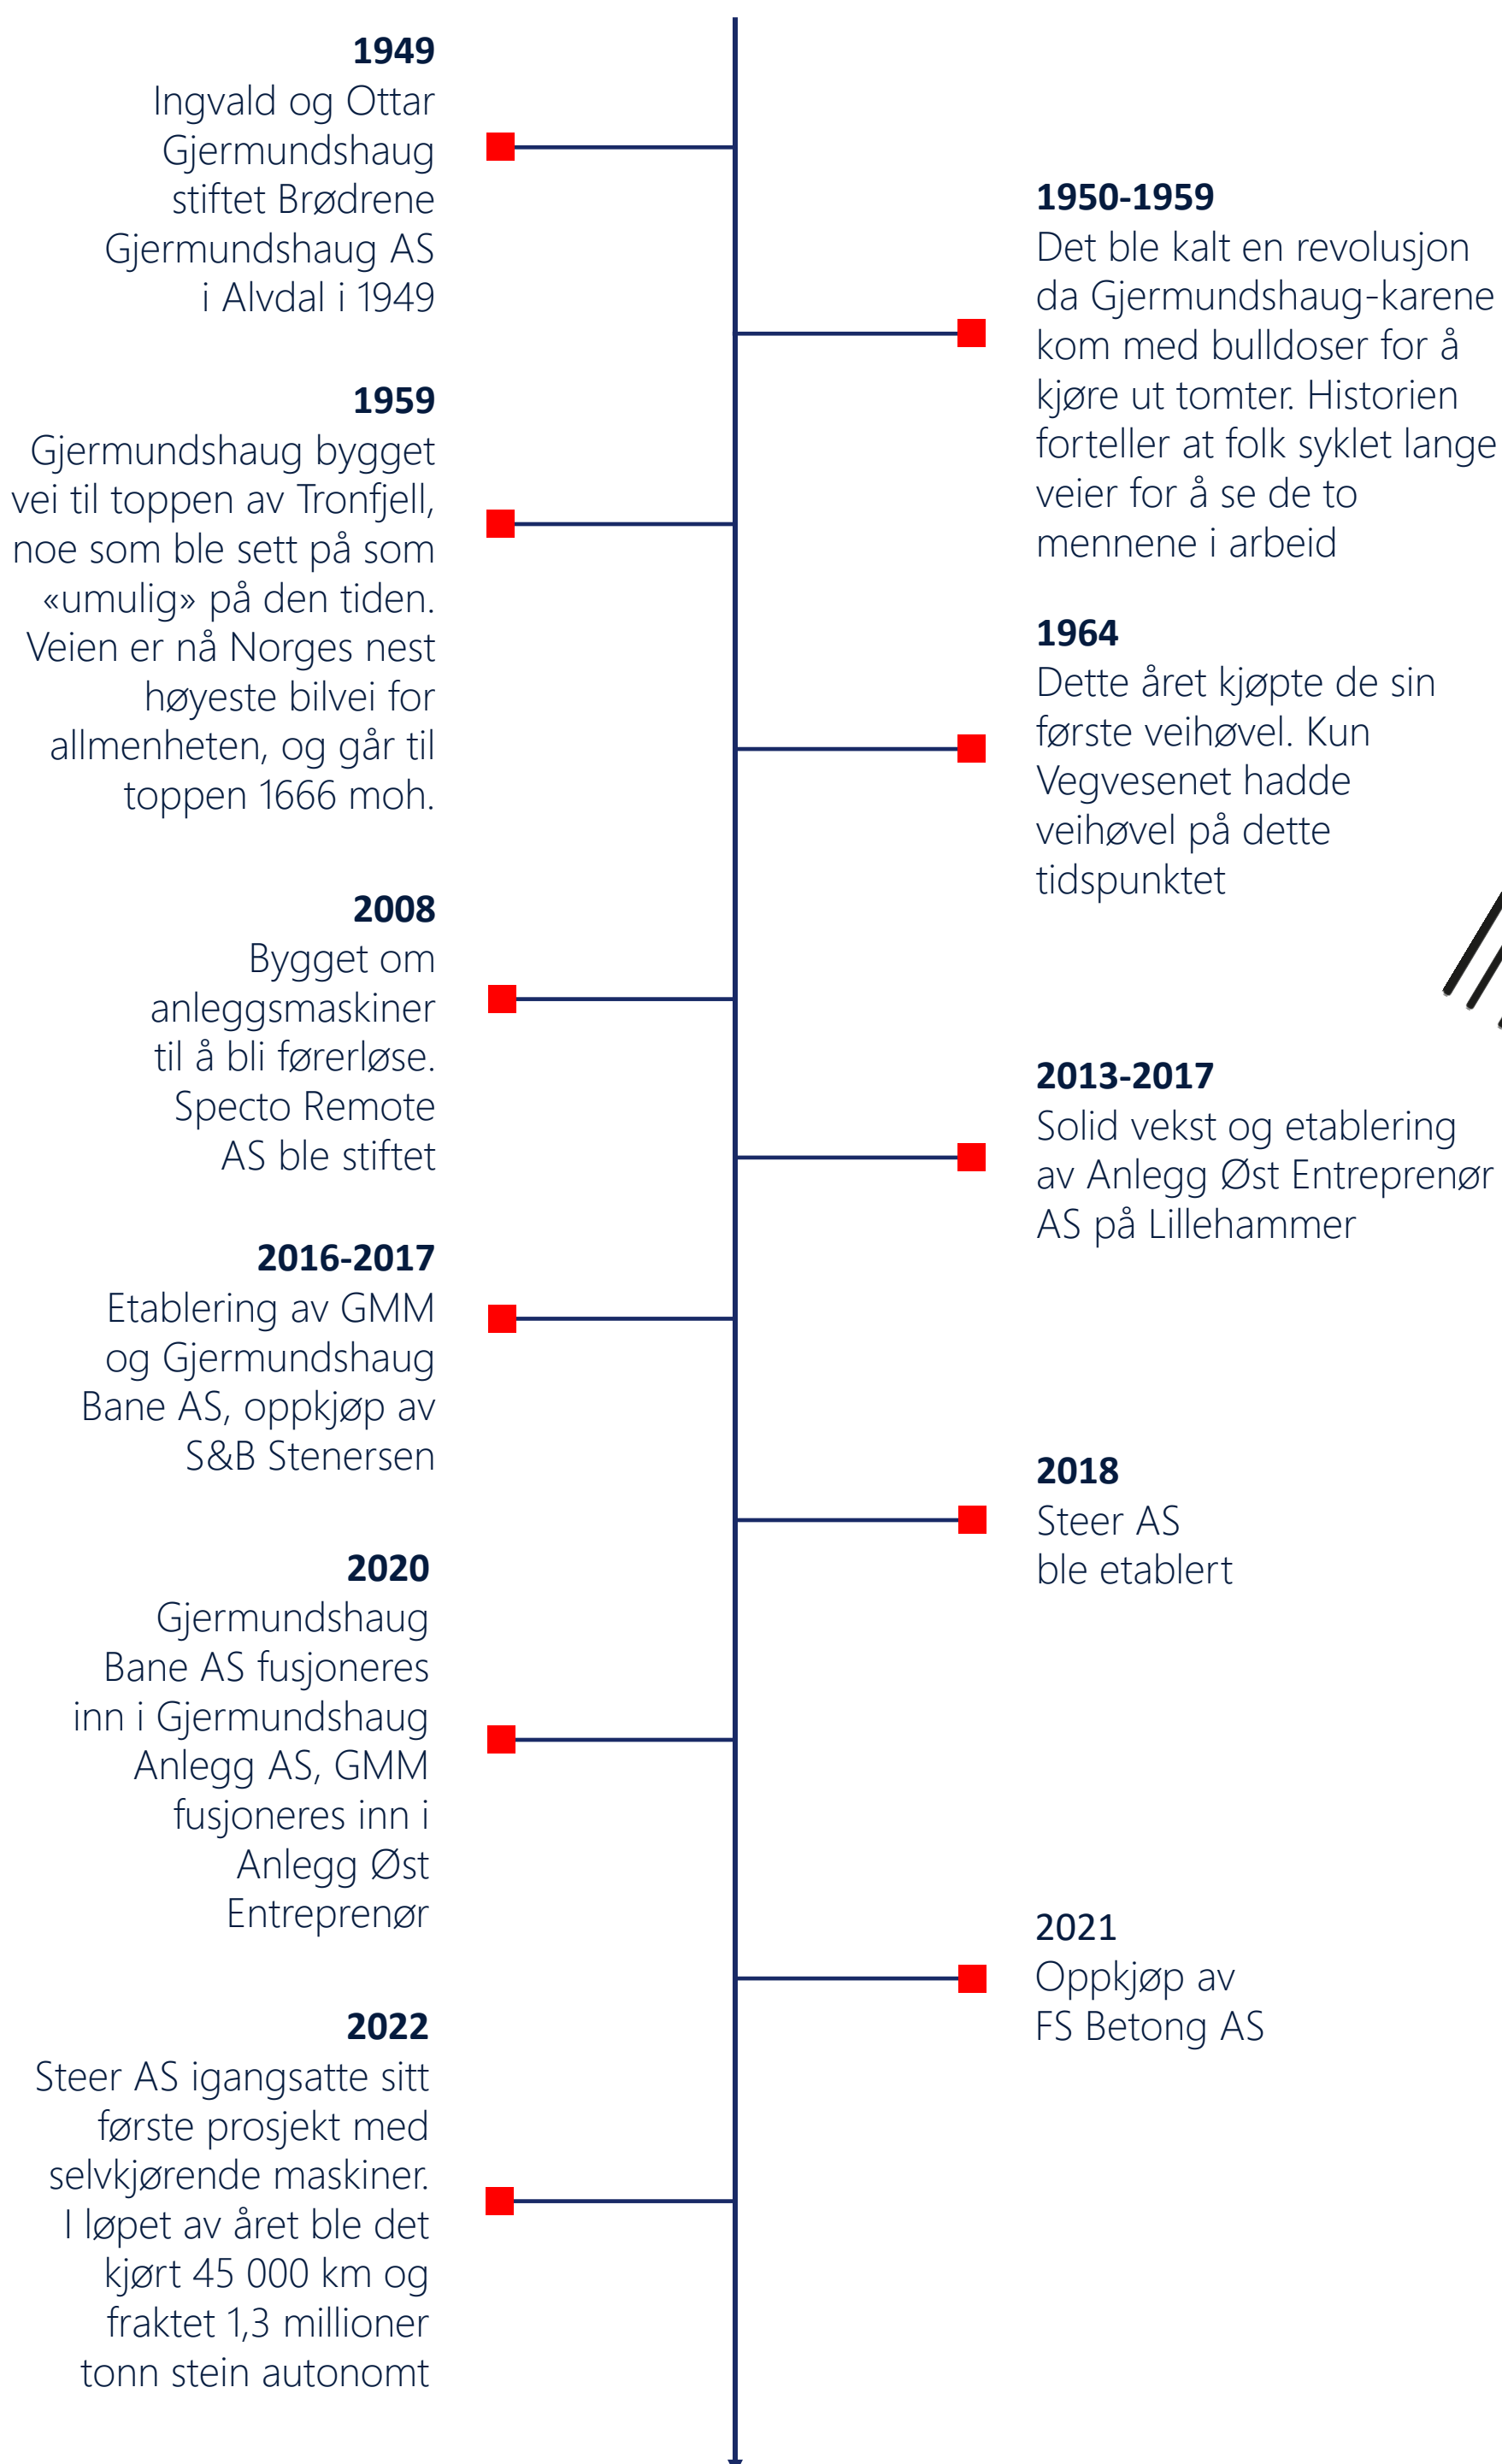 1949
Ingvald og Ottar
Gjermundshaug
stiftet Brødrene
Gjermundshaug AS
i Alvdal i 1949
1950-1959
Det ble kalt en revolusjon
da Gjermundshaug-karene
kom med bulldoser for å
kjøre ut tomter. Historien
forteller at folk syklet lange
veier for å se de to
mennene i arbeid
1959
Gjermundshaug bygget
vei til toppen av Tronfjell,
noe som ble sett på som
«umulig» på den tiden.
Veien er nå Norges nest
høyeste bilvei for
allmenheten, og går til
toppen 1666 moh.
1964
Dette året kjøpte de sin
første veihøvel. Kun
Vegvesenet hadde
veihøvel på dette
tidspunktet
2008
Bygget om
anleggsmaskiner
til å bli førerløse.
Specto Remote
AS ble stiftet
2013-2017
Solid vekst og etablering
av Anlegg Øst Entreprenør
AS på Lillehammer
2016-2017
Etablering av GMM
og Gjermundshaug
Bane AS, oppkjøp av
S&B Stenersen
2018
Steer AS
ble etablert
2020
Gjermundshaug
Bane AS fusjoneres
inn i Gjermundshaug
Anlegg AS, GMM
fusjoneres inn i
Anlegg Øst
Entreprenør
2021
Oppkjøp av
FS Betong AS
2022
Steer AS igangsatte sitt
første prosjekt med
selvkjørende maskiner.
I løpet av året ble det
kjørt 45 000 km og
fraktet 1,3 millioner
tonn stein autonomt